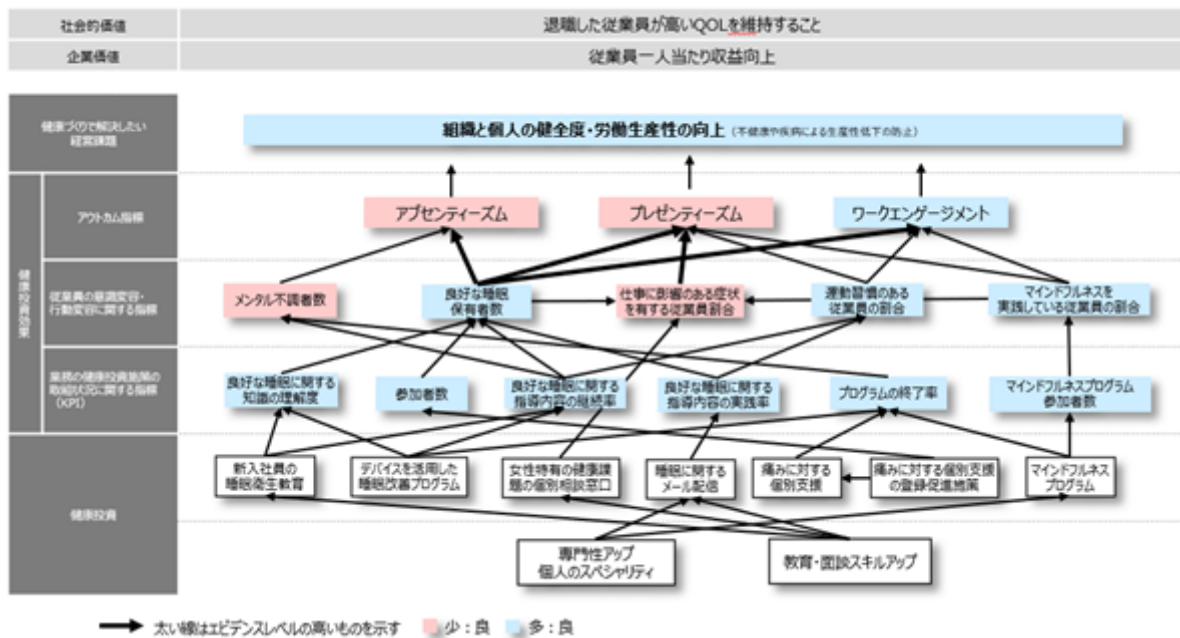 社会的価値
退職した従業員が高いQOLを維持すること
企業価値
従業員一人当たり収益向上
健康づくりで解決したい
経営課題
組織と個人の健全度・労働生産性の向上（不健康や疾病による生産性低下の防止）
健康投資効果
アウトカム指標
アブセンティーズム
プレゼンティーズム
ワークエンゲージメント
従業員の意識変容・
行動変容に関する指標
メンタル不調者数
良好な睡眠
保有者数
仕事に影響のある症状
を有する従業員割合
運動習慣のある
従業員の割合
マインドフルネスを
実践している従業員の割合
業務の健康投資施策の
取組状況に関する指標
（KPI）
良好な睡眠に関する
知識の理解度
参加者数
良好な睡眠に関する
指導内容の継続率
良好な睡眠に関する
指導内容の実践率
プログラムの終了率
マインドフルネスプログラム
参加者数
健康投資
新入社員の
睡眠衛生教育
デバイスを活用した
睡眠改善プログラム
女性特有の健康課
題の個別相談窓口
睡眠に関する
メール配信
痛みに対する
個別支援
痛みに対する個別支援
の登録促進施策
マインドフルネス
プログラム
専門性アップ
個人のスペシャリティ
教育・面談スキルアップ
太い線はエビデンスレベルの高いものを示す
少：良
多：良